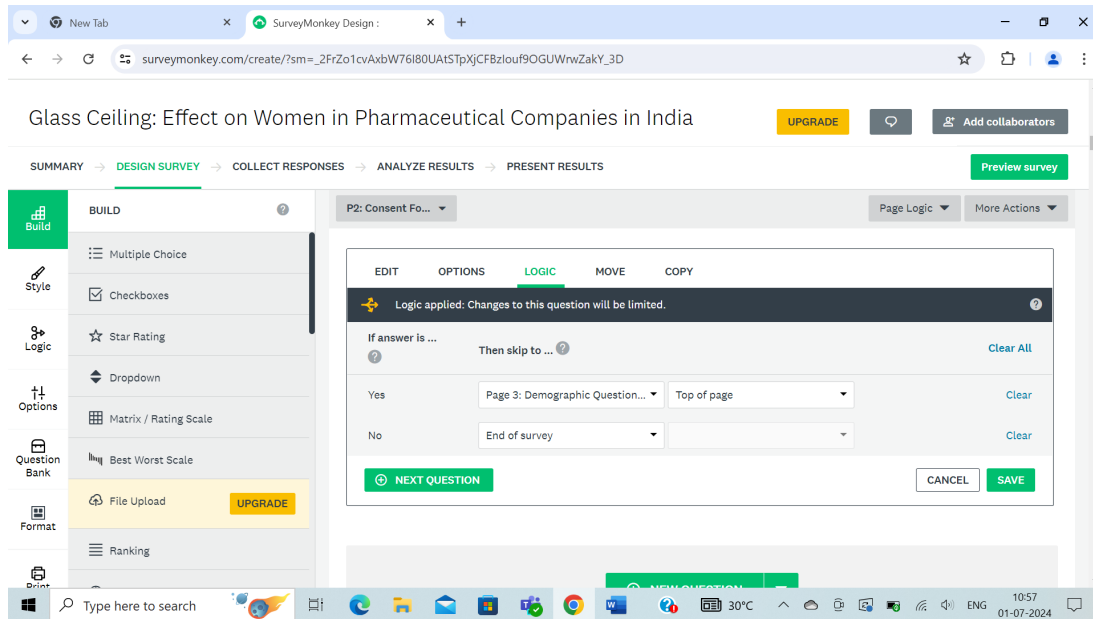 New Tab
SurveyMonkey Design :
surveymonkey.com/create/?sm=_2FrZo1cvAxbW76I80UAtSTpXjCFBzIouf9OGUWrwZakY_3D
Glass Ceiling: Effect on Women in Pharmaceutical Companies in India
UPGRADE
Add collaborators
SUMMARY → DESIGN SURVEY → COLLECT RESPONSES → ANALYZE RESULTS → PRESENT RESULTS
Preview survey
Build
Style
Logic
Options
Question
Bank
Format
Print
BUILD
Multiple Choice
Checkboxes
Star Rating
Dropdown
Matrix / Rating Scale
Best Worst Scale
File Upload UPGRADE
Ranking
P2: Consent Fo...
Page Logic
More Actions
EDIT OPTIONS LOGIC MOVE COPY
Logic applied: Changes to this question will be limited.
If answer is ...
Then skip to ...
Clear All
Yes Page 3: Demographic Question... Top of page Clear
No End of survey Clear
NEXT QUESTION CANCEL SAVE
NEW QUESTION
Type here to search
30°C
ENG
10:57
01-07-2024